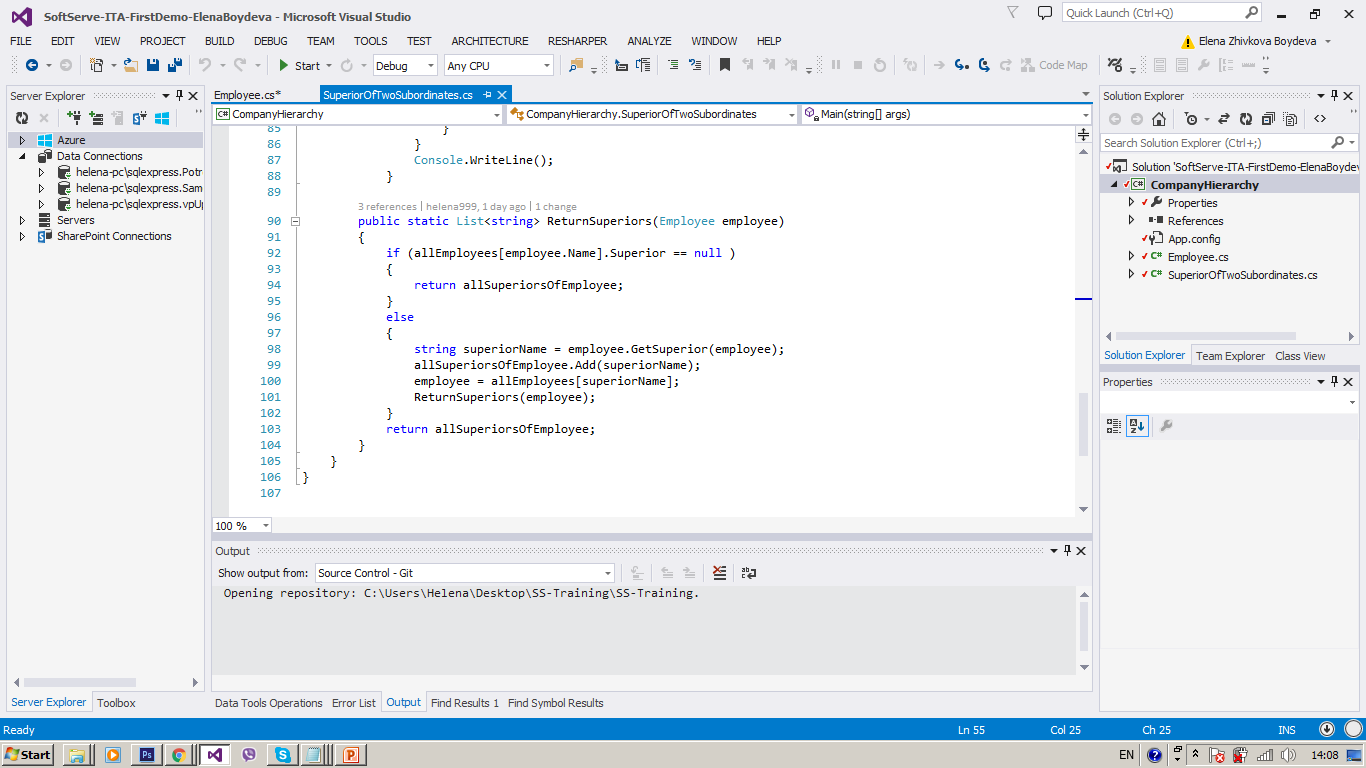 SoftServe-ITA-FirstDemo-ElenaBoydeva - Microsoft Visual Studio
Quick Launch (Ctrl+Q)
FILE EDIT VIEW PROJECT BUILD DEBUG TEAM TOOLS TEST ARCHITECTURE RESHARPER ANALYZE WINDOW HELP
Elena Zhivkova Boydeva
Start Debug Any CPU Code Map
Server Explorer
Azure
Data Connections
helena-pc\sqlexpress.Potr
helena-pc\sqlexpress.Sam
helena-pc\sqlexpress.vpUp
Servers
SharePoint Connections
Server Explorer Toolbox
Employee.cs* SuperiorOfTwoSubordinates.cs
C# CompanyHierarchy CompanyHierarchy.SuperiorOfTwoSubordinates Main(string[] args)
85 }
86 }
87 Console.WriteLine();
88 }
89
3 references | helena999, 1 day ago | 1 change
90 public static List<string> ReturnSuperiors(Employee employee)
91 {
92 if (allEmployees[employee.Name].Superior == null )
93 {
94 return allSuperiorsOfEmployee;
95 }
96 else
97 {
98 string superiorName = employee.GetSuperior(employee);
99 allSuperiorsOfEmployee.Add(superiorName);
100 employee = allEmployees[superiorName];
101 ReturnSuperiors(employee);
102 }
103 return allSuperiorsOfEmployee;
104 }
105 }
106 }
107
100 %
Output
Show output from: Source Control - Git
Opening repository: C:\Users\Helena\Desktop\SS-Training\SS-Training.
Data Tools Operations Error List Output Find Results 1 Find Symbol Results
Solution Explorer
Search Solution Explorer (Ctrl+;)
Solution 'SoftServe-ITA-FirstDemo-ElenaBoydev
C# CompanyHierarchy
Properties
References
App.config
C# Employee.cs
C# SuperiorOfTwoSubordinates.cs
Solution Explorer Team Explorer Class View
Properties
Ready Ln 55 Col 25 Ch 25 INS
Start Ps EN 14:08